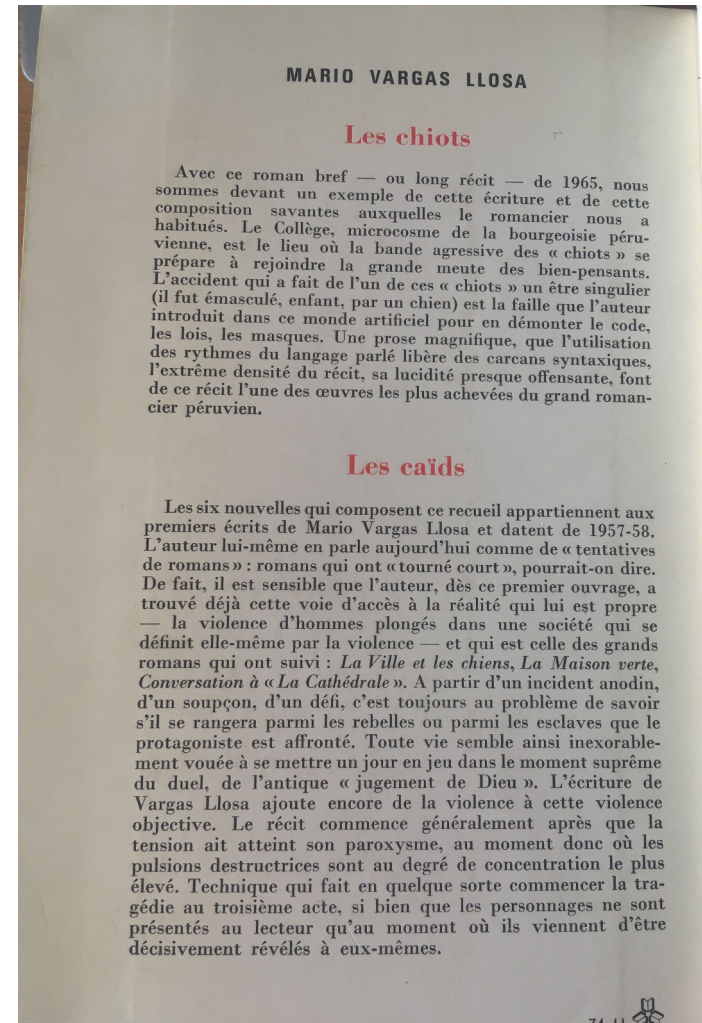 MARIO VARGAS LLOSA
Les chiots
Avec ce roman bref — ou long récit — de 1965, nous
sommes devant un exemple de cette écriture et de cette
composition savantes auxquelles le romancier nous a
habitués. Le Collège, microcosme de la bourgeoisie péru-
vienne, est le lieu où la bande agressive des « chiots » se
prépare à rejoindre la grande meute des bien-pensants.
L'accident qui a fait de l'un de ces « chiots » un être singulier
(il fut émasculé, enfant, par un chien) est la faille que l'auteur
introduit dans ce monde artificiel pour en démonter le code,
les lois, les masques. Une prose magnifique, que l'utilisation
des rythmes du langage parlé libère des carcans syntaxiques,
l'extrême densité du récit, sa lucidité presque offensante, font
de ce récit l'une des œuvres les plus achevées du grand roman-
cier péruvien.
Les caïds
Les six nouvelles qui composent ce recueil appartiennent aux
premiers écrits de Mario Vargas Llosa et datent de 1957-58.
L'auteur lui-même en parle aujourd'hui comme de « tentatives
de romans » : romans qui ont « tourné court », pourrait-on dire.
De fait, il est sensible que l'auteur, dès ce premier ouvrage, a
trouvé déjà cette voie d'accès à la réalité qui lui est propre
— la violence d'hommes plongés dans une société qui se
définit elle-même par la violence — et qui est celle des grands
romans qui ont suivi : La Ville et les chiens, La Maison verte,
Conversation à « La Cathédrale ». A partir d'un incident anodin,
d'un soupçon, d'un défi, c'est toujours au problème de savoir
s'il se rangera parmi les rebelles ou parmi les esclaves que le
protagoniste est affronté. Toute vie semble ainsi inexorable-
ment vouée à se mettre un jour en jeu dans le moment suprême
du duel, de l'antique « jugement de Dieu ». L'écriture de
Vargas Llosa ajoute encore de la violence à cette violence
objective. Le récit commence généralement après que la
tension ait atteint son paroxysme, au moment donc où les
pulsions destructrices sont au degré de concentration le plus
élevé. Technique qui fait en quelque sorte commencer la tra-
gédie au troisième acte, si bien que les personnages ne sont
présentés au lecteur qu'au moment où ils viennent d'être
décisivement révélés à eux-mêmes.